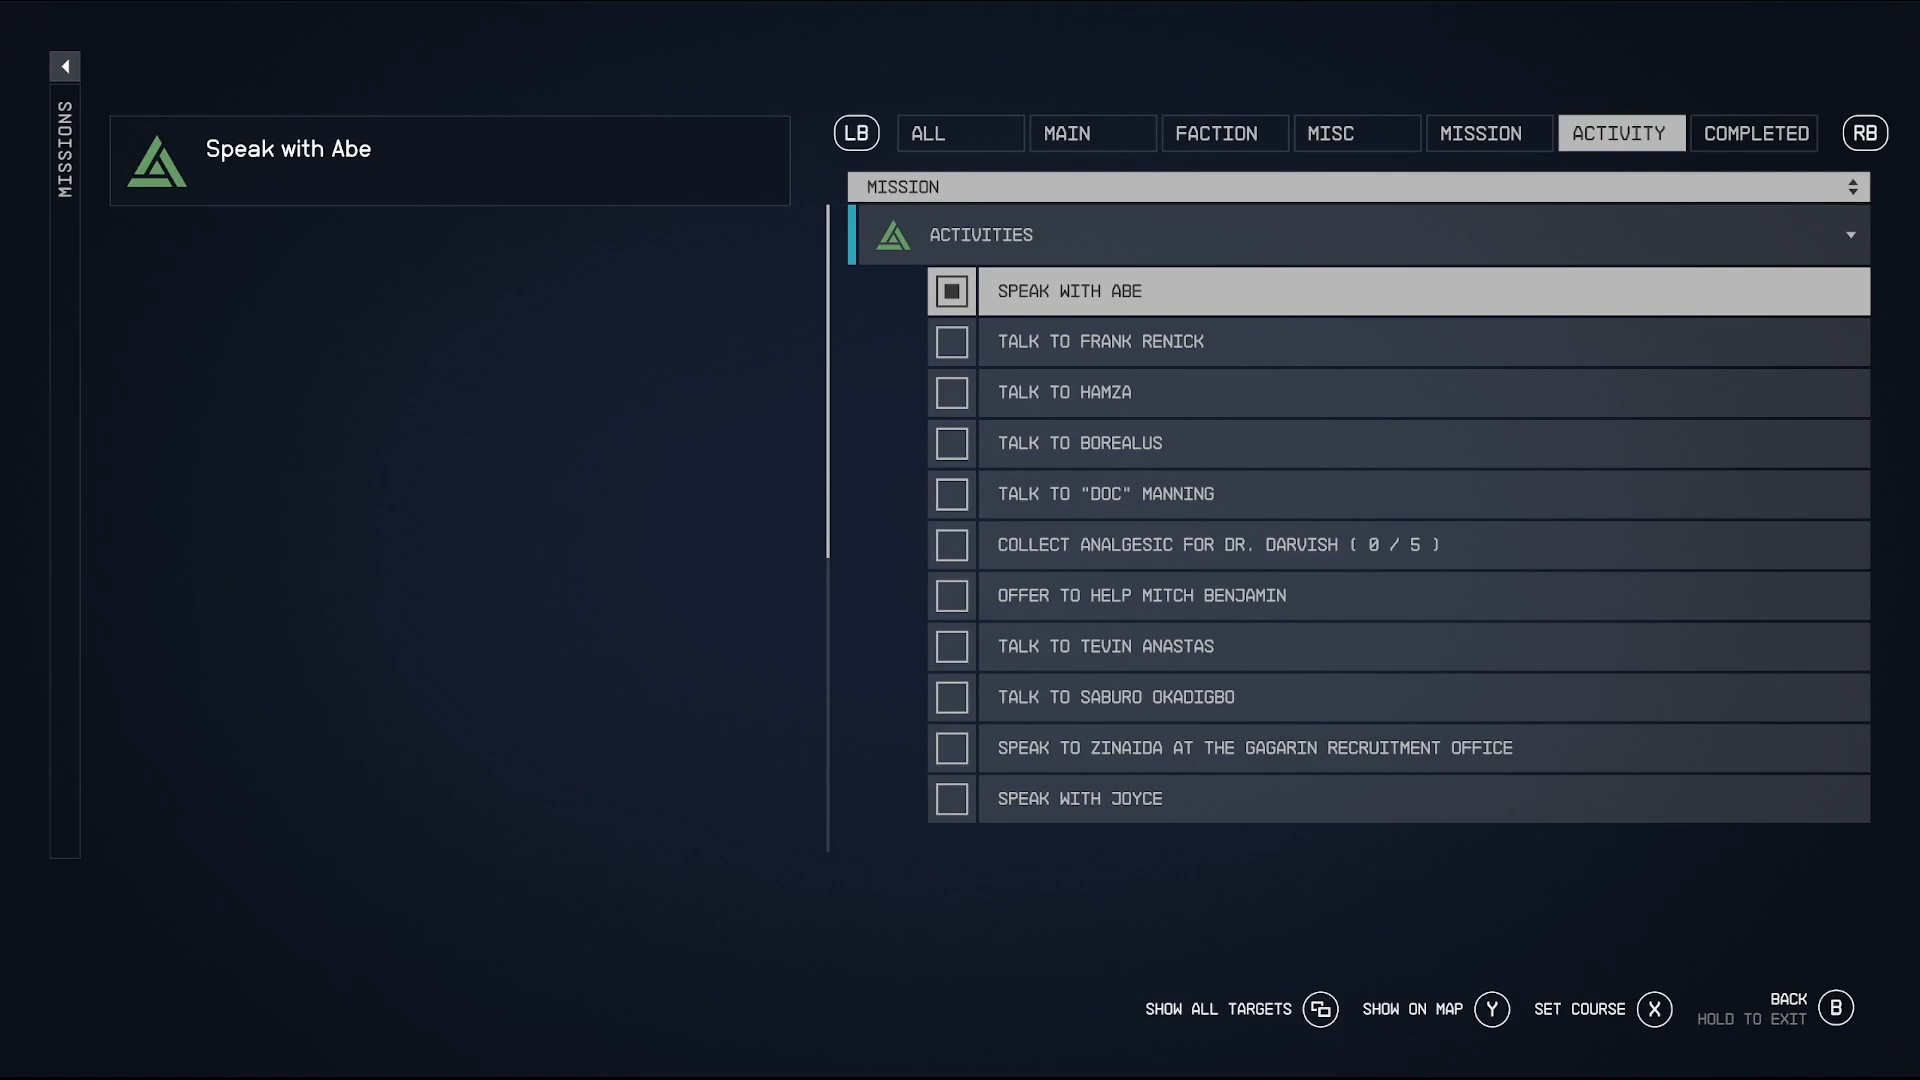 MISSIONS
Speak with Abe
LB ALL MAIN FACTION MISC MISSION ACTIVITY COMPLETED RB
MISSION
ACTIVITIES
SPEAK WITH ABE
TALK TO FRANK RENICK
TALK TO HAMZA
TALK TO BOREALUS
TALK TO "DOC" MANNING
COLLECT ANALGESIC FOR DR. DARVISH ( 0 / 5 )
OFFER TO HELP MITCH BENJAMIN
TALK TO TEVIN ANASTAS
TALK TO SABURO OKADIGBO
SPEAK TO ZINAIDA AT THE GAGARIN RECRUITMENT OFFICE
SPEAK WITH JOYCE
SHOW ALL TARGETS SHOW ON MAP Y SET COURSE X BACK B
HOLD TO EXIT